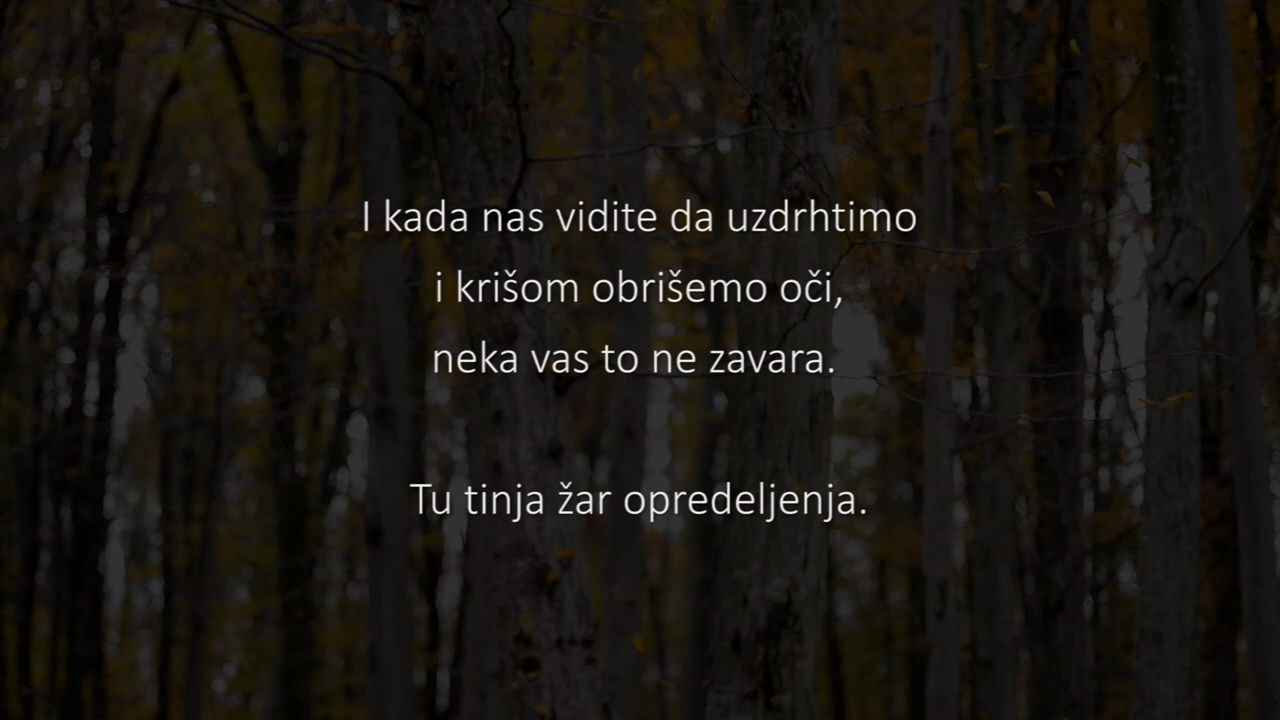 I kada nas vidite da uzdrhtimo
i krišom obrišemo oči,
neka vas to ne zavara.
Tu tinja žar opredeljenja.